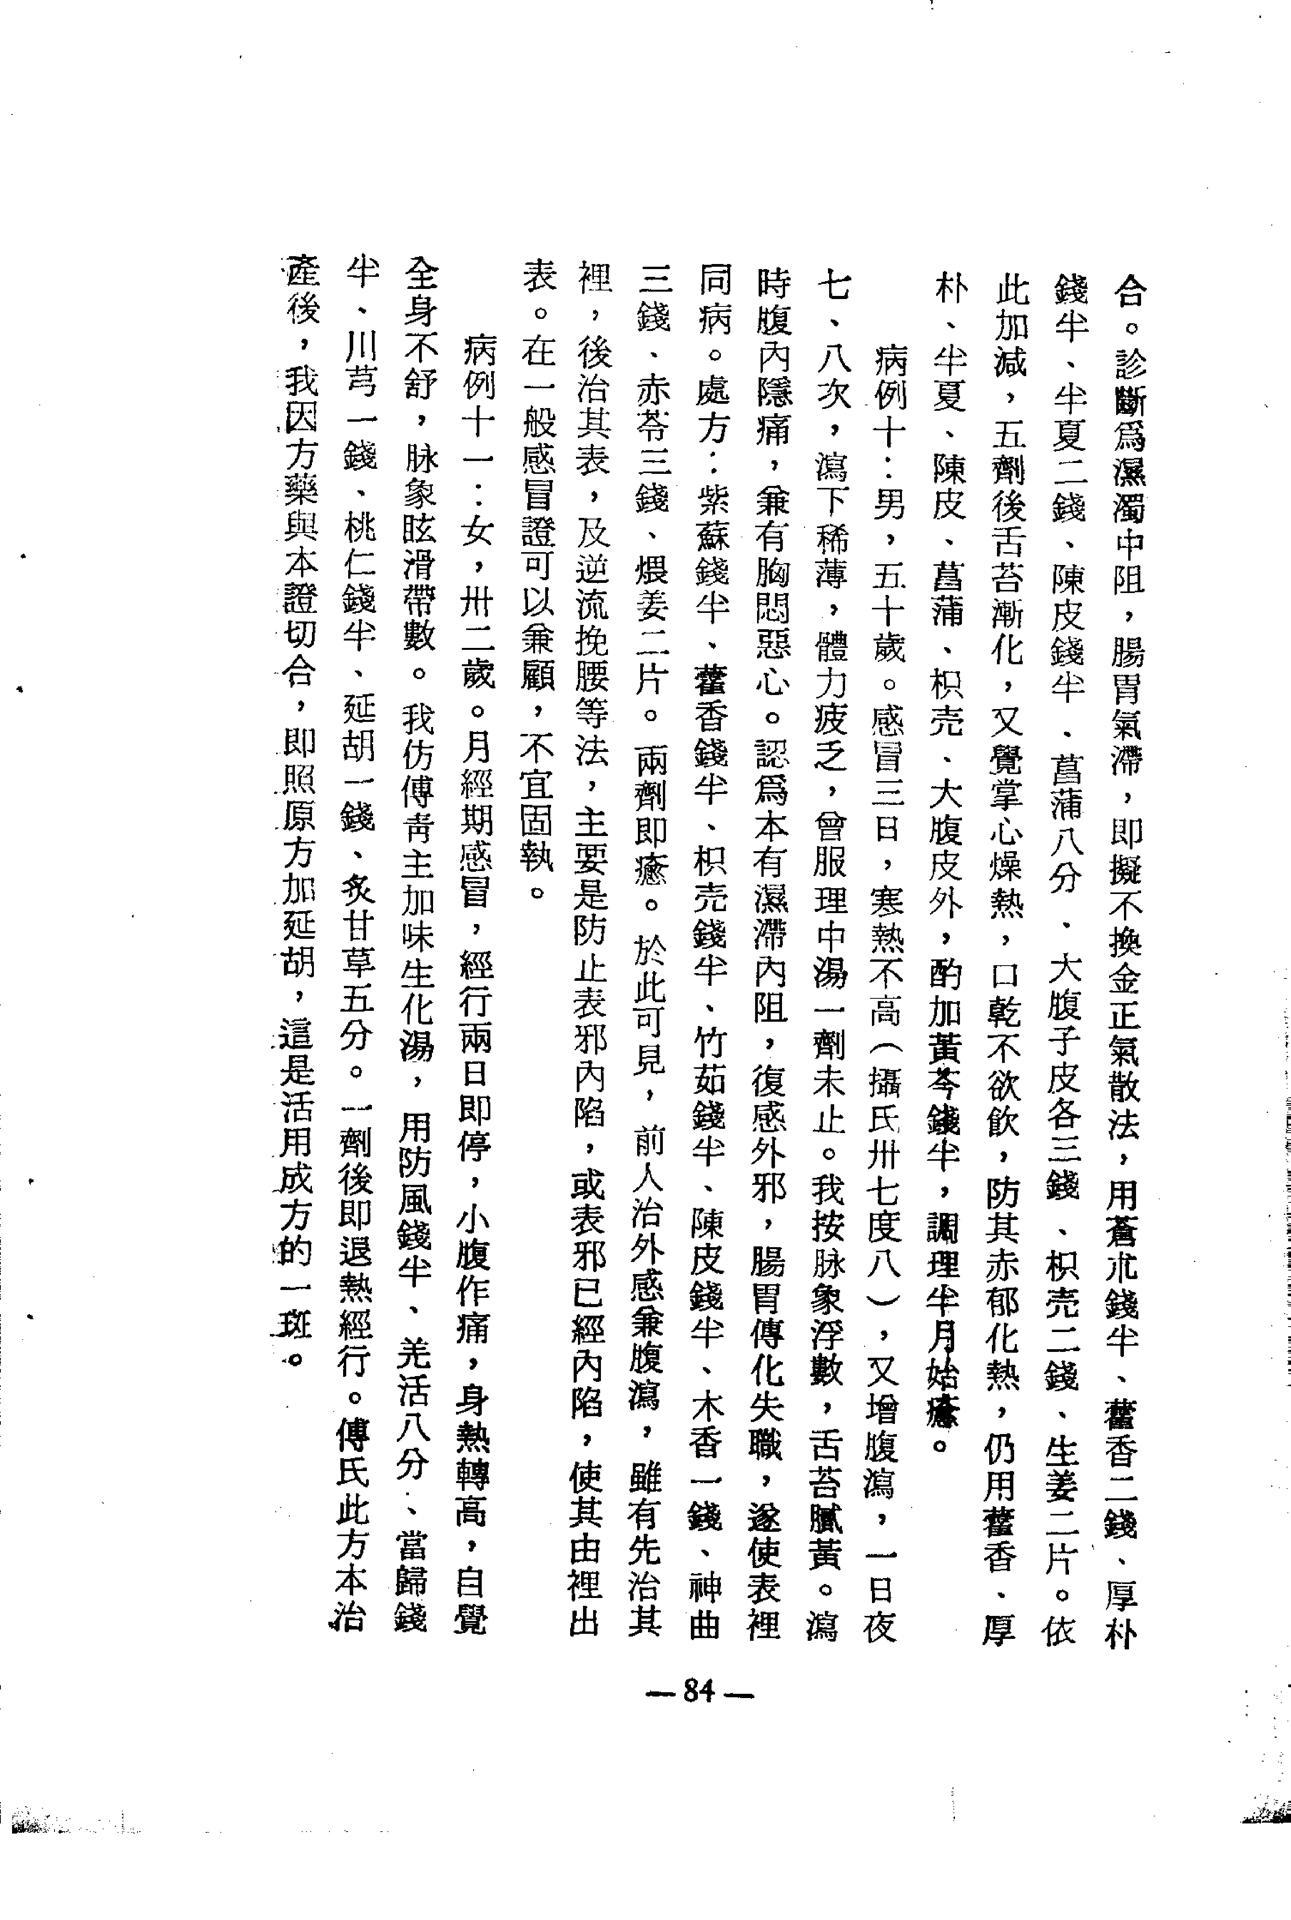 合。診斷爲濕濁中阻，腸胃氣滯，即擬不換金正氣散法，用蒼朮錢半、藿香二錢、厚朴
錢半、半夏二錢、陳皮錢半、菖蒲八分、大腹子皮各三錢、枳壳二錢、生姜二片。依
此加減，五劑後舌苔漸化，又覺掌心燥熱，口乾不欲飲，防其赤郁化熱，仍用藿香、厚
朴、半夏、陳皮、菖蒲、枳壳、大腹皮外，酌加黃芩錢半，調理半月始癒。
病例十：男，五十歲。感冒三日，寒熱不高（攝氏卅七度八），又增腹瀉，一日夜
七、八次，瀉下稀薄，體力疲乏，曾服理中湯一劑未止。我按脉象浮數，舌苔膩黃。瀉
時腹內隱痛，兼有胸悶惡心。認爲本有濕滯內阻，復感外邪，腸胃傳化失職，遂使表裡
同病。處方：紫蘇錢半、藿香錢半、枳壳錢半、竹茹錢半、陳皮錢半、木香一錢、神曲
三錢、赤苓三錢、煨姜二片。兩劑即癒。於此可見，前人治外感兼腹瀉，雖有先治其
裡，後治其表，及逆流挽腰等法，主要是防止表邪內陷，或表邪已經內陷，使其由裡出
表。在一般感冒證可以兼顧，不宜固執。
病例十一：女，卅二歲。月經期感冒，經行兩日即停，小腹作痛，身熱轉高，自覺
全身不舒，脉象眩滑帶數。我仿傅青主加味生化湯，用防風錢半、羌活八分、當歸錢
半、川芎一錢、桃仁錢半、延胡一錢、炙甘草五分。一劑後即退熱經行。傅氏此方本治
產後，我因方藥與本證切合，即照原方加延胡，這是活用成方的一斑。
—84—